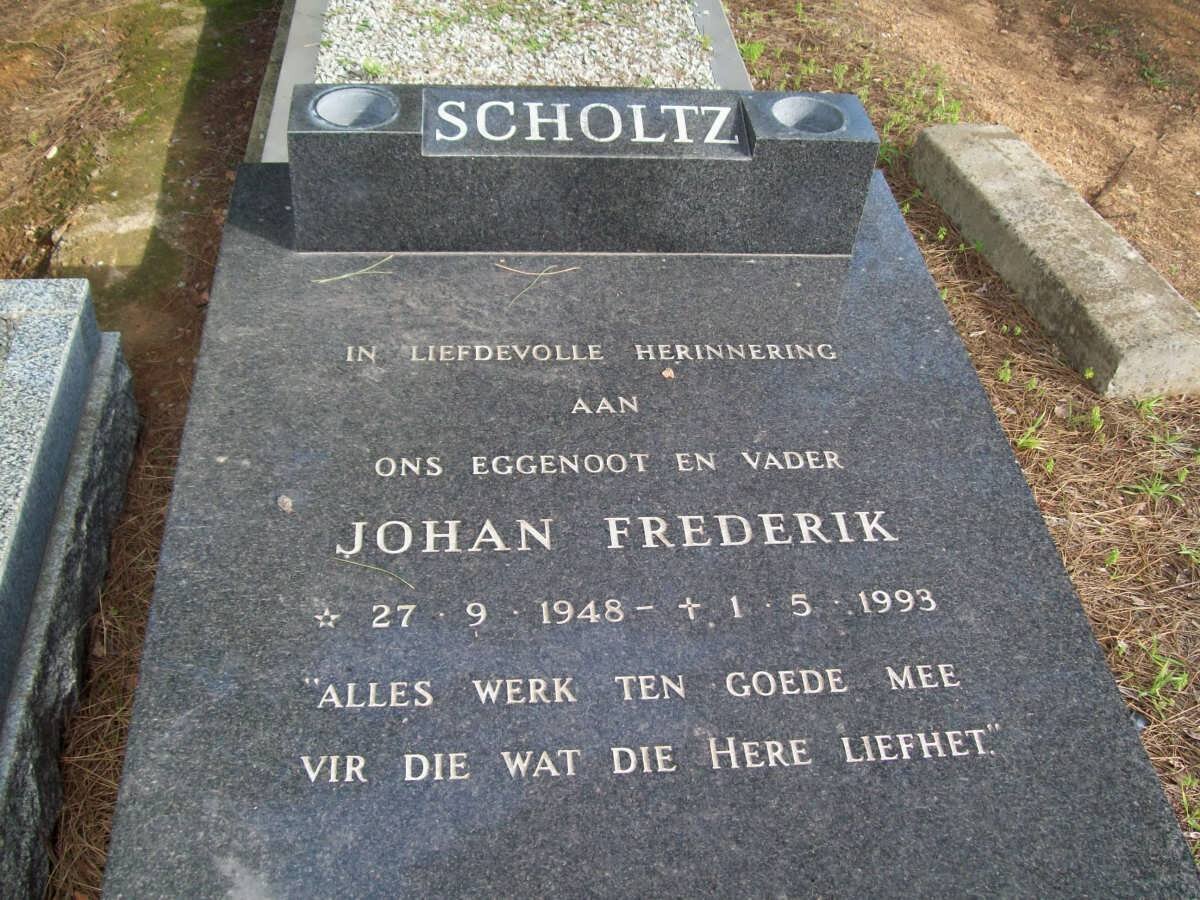 SCHOLTZ
IN LIEFDEVOLLE HERINNERING
AAN
ONS EGGENOOT EN VADER
JOHAN FREDERIK
☆ 27 · 9 · 1948 – ✝ 1 · 5 · 1993
"ALLES WERK TEN GOEDE MEE
VIR DIE WAT DIE HERE LIEFHET."